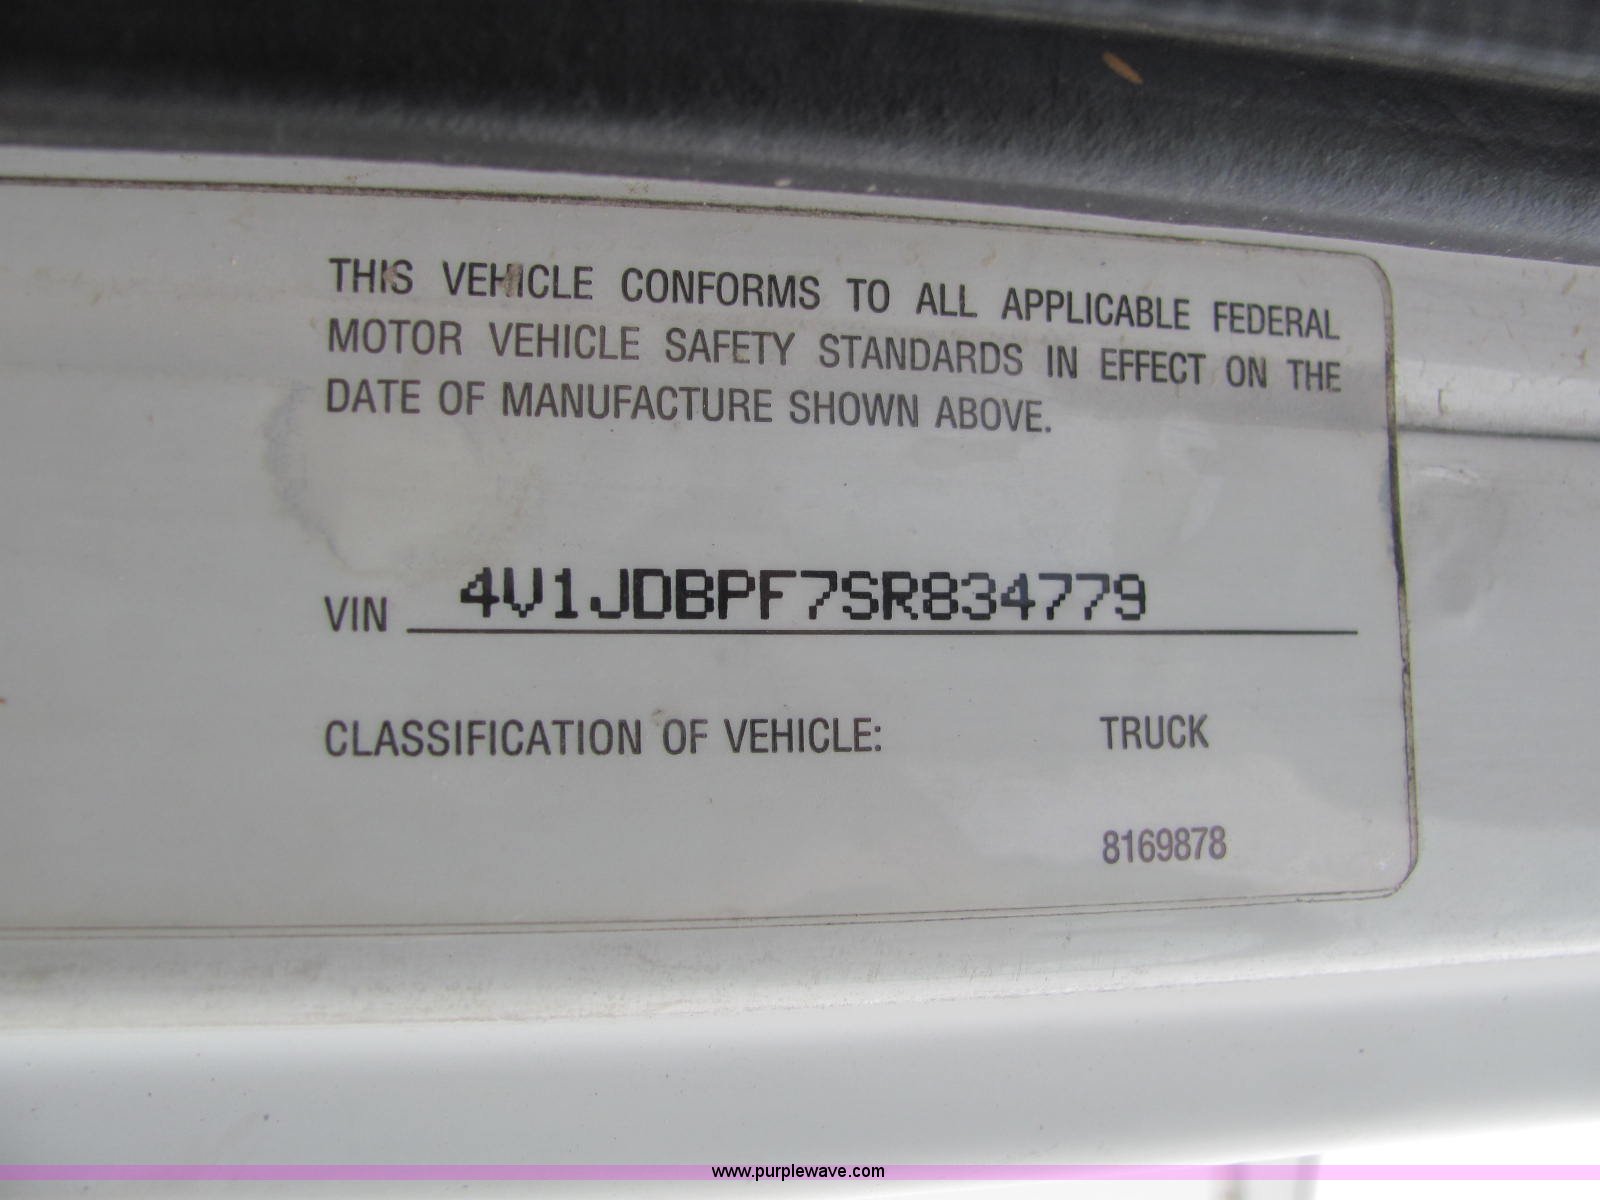 THIS VEHICLE CONFORMS TO ALL APPLICABLE FEDERAL
MOTOR VEHICLE SAFETY STANDARDS IN EFFECT ON THE
DATE OF MANUFACTURE SHOWN ABOVE.
VIN 4V1JDBPF7SR834779
CLASSIFICATION OF VEHICLE: TRUCK
8169878
www.purplewave.com